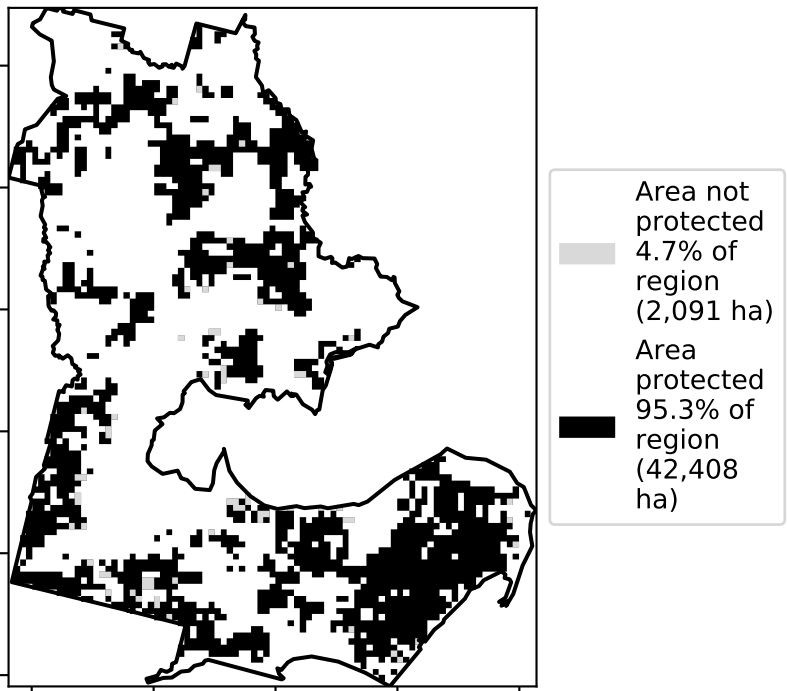 Area not
protected
4.7% of
region
(2,091 ha)
Area
protected
95.3% of
region
(42,408
ha)